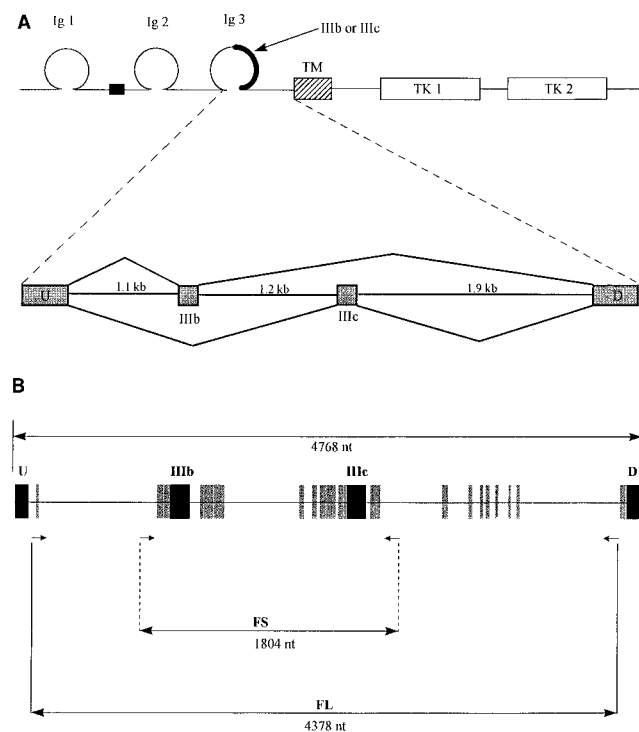 A
Ig 1
Ig 2
Ig 3
IIIb or IIIc
TM
TK 1
TK 2
U
1.1 kb
1.2 kb
1.9 kb
D
IIIb
IIIc
B
4768 nt
U
IIIb
IIIc
D
FS
1804 nt
FL
4378 nt